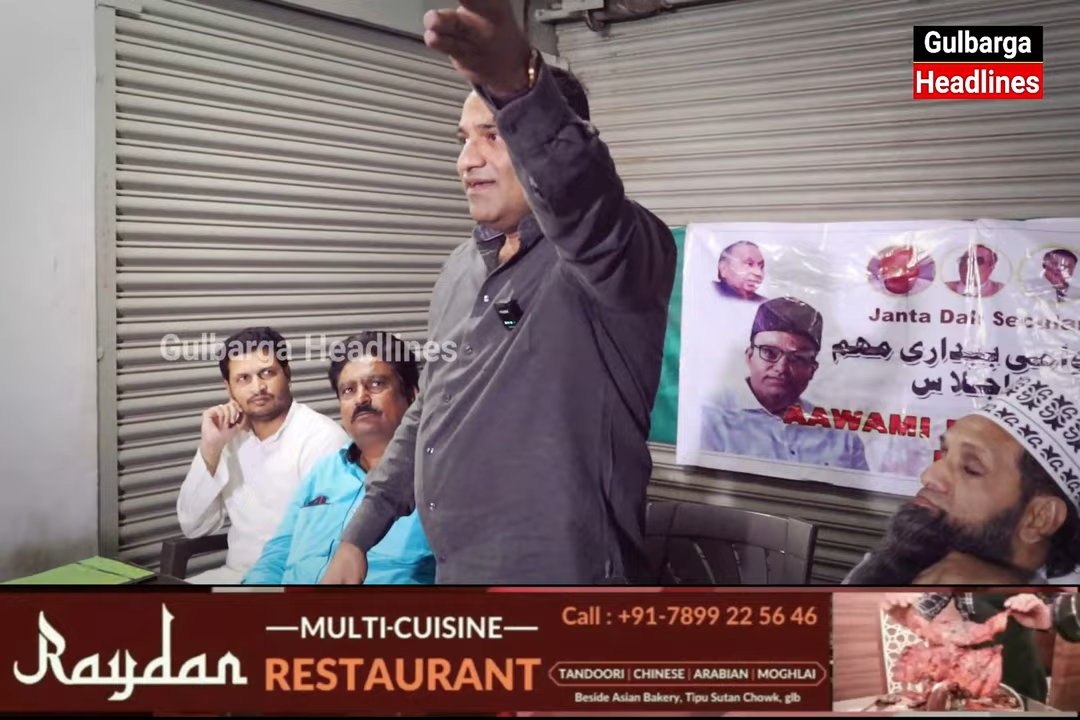 Gulbarga
Headlines
Gulbarga Headlines
Janta Dal Secular
بیداری مهم
اجلاس
AAWAMI
Raydan
—MULTI-CUISINE—
RESTAURANT
Call : +91-7899 22 56 46
TANDOORI | CHINESE | ARABIAN | MOGHLAI
Beside Asian Bakery, Tipu Sutan Chowk, glb